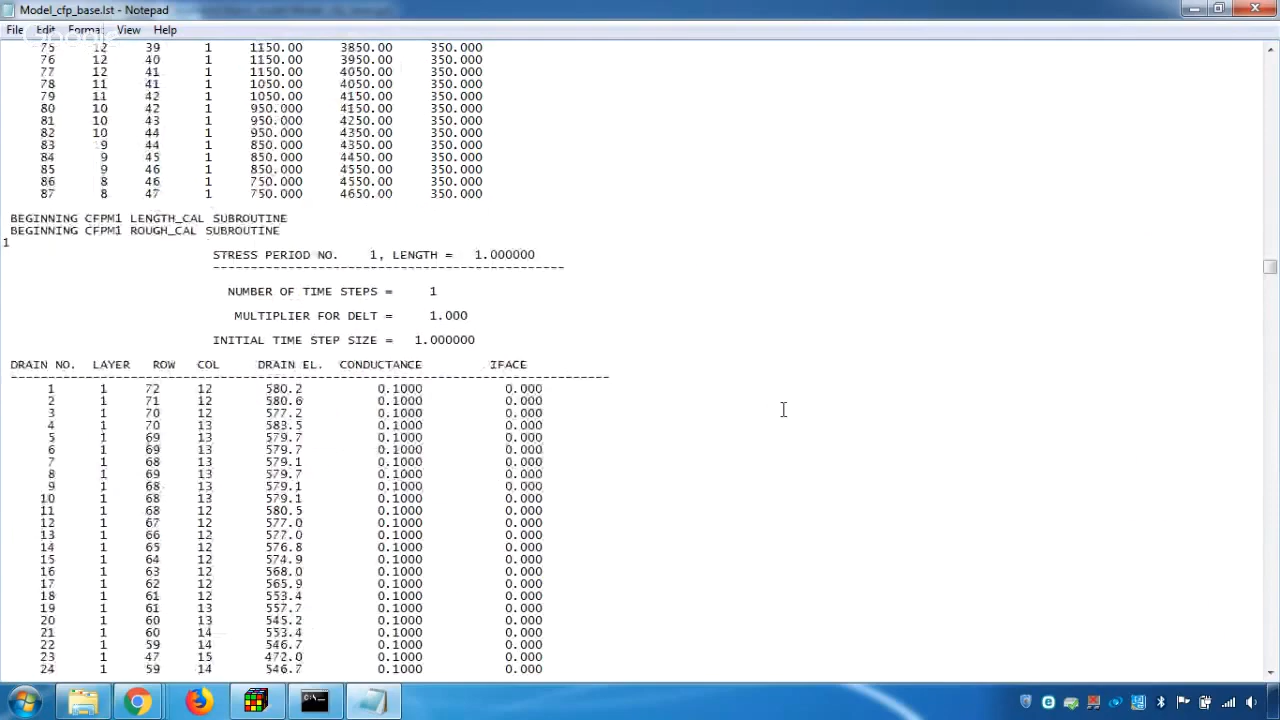 Model_cfp_base.lst - Notepad
File Edit Format View Help
75 12 39 1 1150.00 3850.00 350.000
76 12 40 1 1150.00 3950.00 350.000
77 12 41 1 1150.00 4050.00 350.000
78 11 41 1 1050.00 4050.00 350.000
79 11 42 1 1050.00 4150.00 350.000
80 10 42 1 950.000 4150.00 350.000
81 10 43 1 950.000 4250.00 350.000
82 10 44 1 950.000 4350.00 350.000
83 9 44 1 850.000 4350.00 350.000
84 9 45 1 850.000 4450.00 350.000
85 9 46 1 850.000 4550.00 350.000
86 8 46 1 750.000 4550.00 350.000
87 8 47 1 750.000 4650.00 350.000
BEGINNING CFPM1 LENGTH_CAL SUBROUTINE
BEGINNING CFPM1 ROUGH_CAL SUBROUTINE
1
STRESS PERIOD NO. 1, LENGTH = 1.000000
-----------------------------------------------
NUMBER OF TIME STEPS = 1
MULTIPLIER FOR DELT = 1.000
INITIAL TIME STEP SIZE = 1.000000
DRAIN NO. LAYER ROW COL DRAIN EL. CONDUCTANCE IFACE
--------------------------------------------------------------------------------
1 1 72 12 580.2 0.1000 0.000
2 1 71 12 580.6 0.1000 0.000
3 1 70 12 577.2 0.1000 0.000
4 1 70 13 583.5 0.1000 0.000
5 1 69 13 579.7 0.1000 0.000
6 1 69 13 579.7 0.1000 0.000
7 1 68 13 579.1 0.1000 0.000
8 1 69 13 579.7 0.1000 0.000
9 1 68 13 579.1 0.1000 0.000
10 1 68 13 579.1 0.1000 0.000
11 1 68 12 580.5 0.1000 0.000
12 1 67 12 577.0 0.1000 0.000
13 1 66 12 577.0 0.1000 0.000
14 1 65 12 576.8 0.1000 0.000
15 1 64 12 574.9 0.1000 0.000
16 1 63 12 568.0 0.1000 0.000
17 1 62 12 565.9 0.1000 0.000
18 1 61 12 553.4 0.1000 0.000
19 1 61 13 557.7 0.1000 0.000
20 1 60 13 545.2 0.1000 0.000
21 1 60 14 553.4 0.1000 0.000
22 1 59 14 546.7 0.1000 0.000
23 1 47 15 472.0 0.1000 0.000
24 1 59 14 546.7 0.1000 0.000